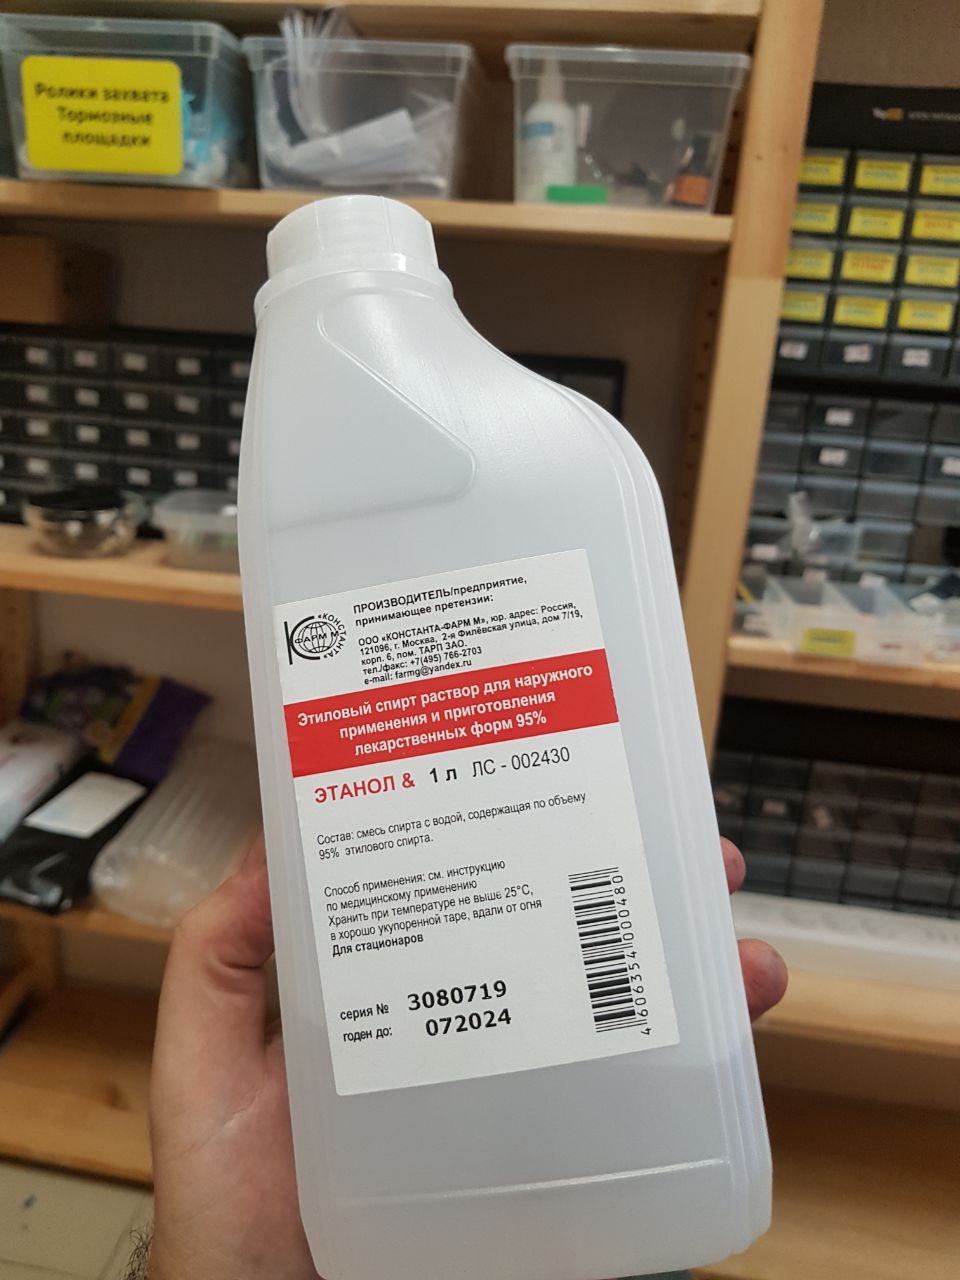 Ролики захвата
Тормозные
площадки
«КОНСТАНТА»
ФАРМ М
ПРОИЗВОДИТЕЛЬ/предприятие,
принимающее претензии:
ООО «КОНСТАНТА-ФАРМ М», юр. адрес: Россия,
121096, г. Москва, 2-я Филёвская улица, дом 7/19,
корп. 6, пом. ТАРП ЗАО.
тел./факс: +7(495) 766-2703
e-mail: farmg@yandex.ru
Этиловый спирт раствор для наружного
применения и приготовления
лекарственных форм 95%
ЭТАНОЛ & 1 л ЛС - 002430
Состав: смесь спирта с водой, содержащая по объему
95% этилового спирта.
Способ применения: см. инструкцию
по медицинскому применению
Хранить при температуре не выше 25°С,
в хорошо укупоренной таре, вдали от огня
Для стационаров
серия № 3080719
годен до: 072024
4606354000480